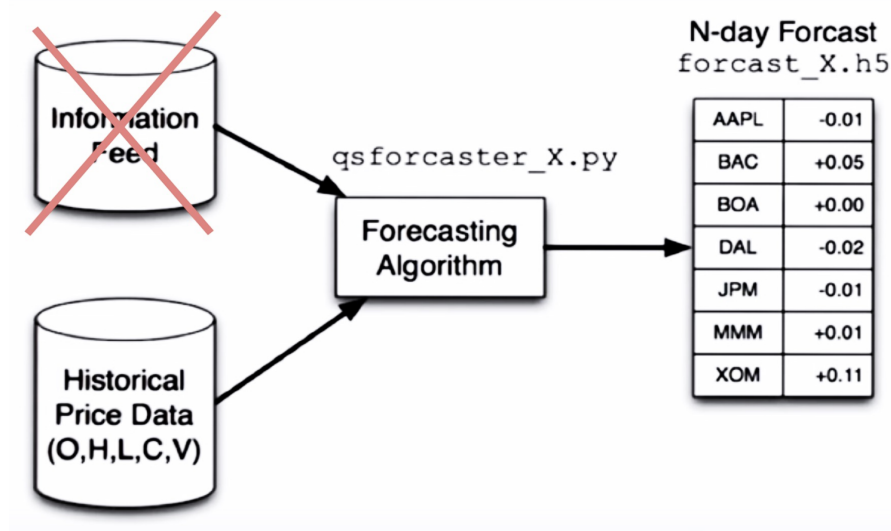 Information
Feed
Historical
Price Data
(O,H,L,C,V)
qsforcaster_X.py
Forecasting
Algorithm
N-day Forcast
forcast_X.h5
AAPL -0.01
BAC +0.05
BOA +0.00
DAL -0.02
JPM -0.01
MMM +0.01
XOM +0.11